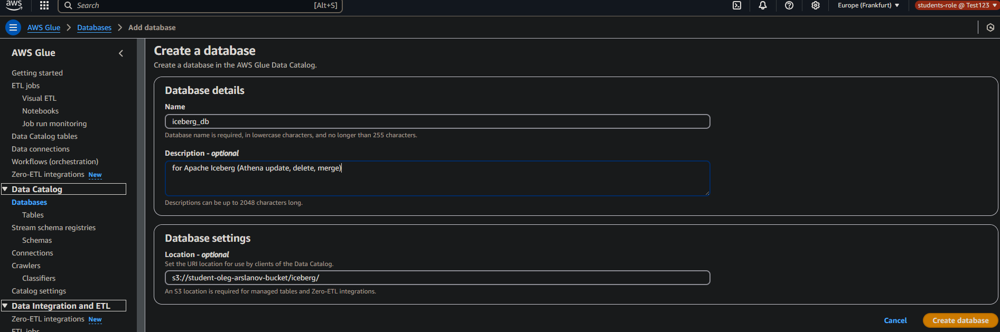 aws
Search [Alt+S]
Europe (Frankfurt) ▼
students-role @ Test123 ▼
AWS Glue > Databases > Add database
AWS Glue
Getting started
ETL jobs
Visual ETL
Notebooks
Job run monitoring
Data Catalog tables
Data connections
Workflows (orchestration)
Zero-ETL integrations New
Data Catalog
Databases
Tables
Stream schema registries
Schemas
Connections
Crawlers
Classifiers
Catalog settings
Data Integration and ETL
Zero-ETL integrations New
ETL jobs
Create a database
Create a database in the AWS Glue Data Catalog.
Database details
Name
iceberg_db
Database name is required, in lowercase characters, and no longer than 255 characters.
Description - optional
for Apache Iceberg (Athena update, delete, merge)
Descriptions can be up to 2048 characters long.
Database settings
Location - optional
Set the URI location for use by clients of the Data Catalog.
s3://student-oleg-arslanov-bucket/iceberg/
An S3 location is required for managed tables and Zero-ETL integrations.
Cancel
Create database